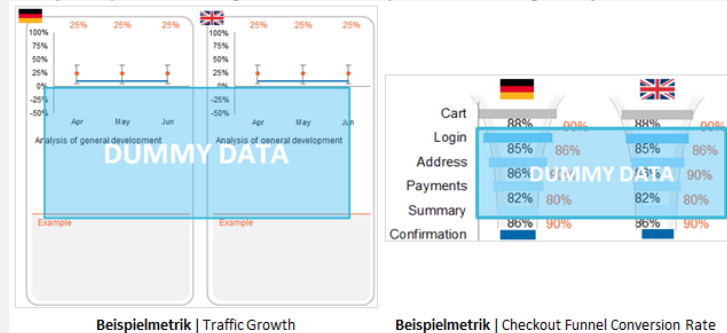 25% 25% 25% 25% 25% 25%
100% 100%
75% 75%
50% 50%
25% 25%
0% 0%
-25% -25%
-50% -50%
Apr May Jun Apr May Jun
Analysis of general development Analysis of general development
DUMMY DATA
Example Example
Beispielmetrik | Traffic Growth
Cart
88% 90% 88% 90%
Login
85% 86% 85% 86%
Address
86% 90% 86% 90%
DUMMY DATA
Payments
82% 80% 82% 80%
Summary
86% 90% 86% 90%
Confirmation
Beispielmetrik | Checkout Funnel Conversion Rate